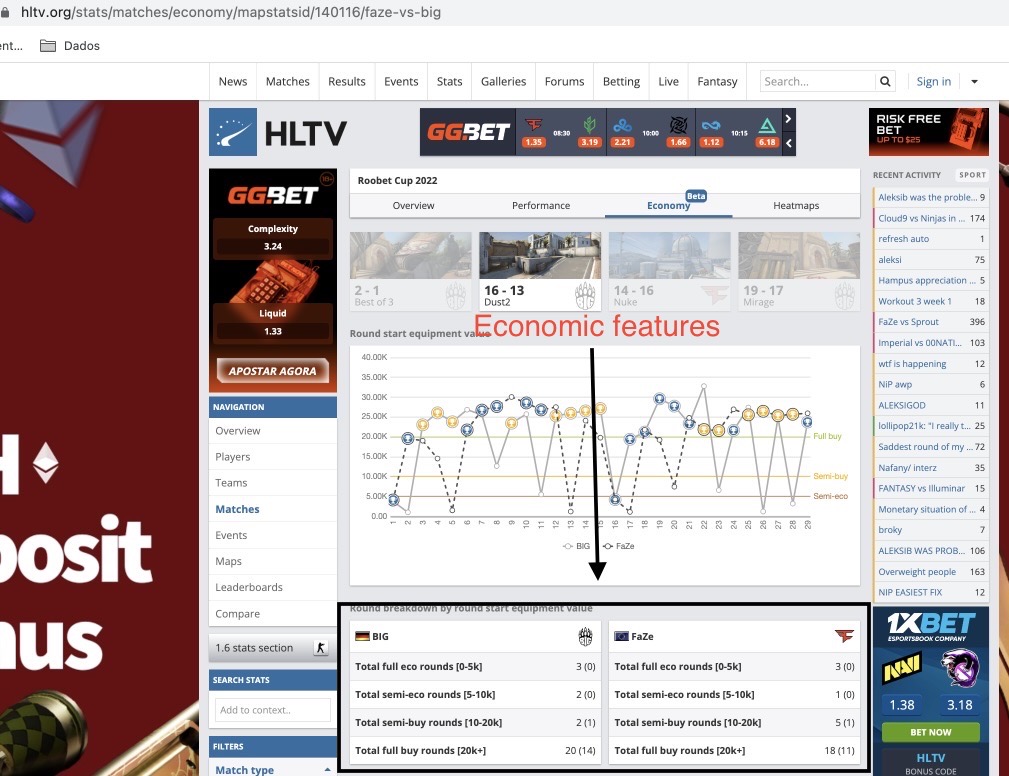 hltv.org/stats/matches/economy/mapstatsid/140116/faze-vs-big
ent... Dados
News Matches Results Events Stats Galleries Forums Betting Live Fantasy Search... Sign in
HLTV
GG.BET 1.35 08:30 3.19 2.21 10:00 1.66 1.12 10:15 6.18
RISK FREE
BET
UP TO $25
GG.BET 18+
Complexity
3.24
Liquid
1.33
APOSTAR AGORA
NAVIGATION
Overview
Players
Teams
Matches
Events
Maps
Leaderboards
Compare
1.6 stats section
SEARCH STATS
Add to context..
FILTERS
Match type
Roobet Cup 2022
Overview Performance Economy Beta Heatmaps
2 - 1
Best of 3
16 - 13
Dust2
14 - 16
Nuke
19 - 17
Mirage
Economic features
Round start equipment value
40.00K
35.00K
30.00K
25.00K
20.00K
15.00K
10.00K
5.00K
0.00
Full buy
Semi-buy
Semi-eco
1 2 3 4 5 6 7 8 9 10 11 12 13 14 15 16 17 18 19 20 21 22 23 24 25 26 27 28 29
BIG FaZe
Round breakdown by round start equipment value
BIG
Total full eco rounds [0-5k] 3 (0)
Total semi-eco rounds [5-10k] 2 (0)
Total semi-buy rounds [10-20k] 2 (1)
Total full buy rounds [20k+] 20 (14)
FaZe
FAZE
Total full eco rounds [0-5k] 3 (0)
Total semi-eco rounds [5-10k] 1 (0)
Total semi-buy rounds [10-20k] 5 (1)
Total full buy rounds [20k+] 18 (11)
RECENT ACTIVITY SPORT
Aleksib was the proble... 9
Cloud9 vs Ninjas in ... 174
refresh auto 1
aleksi 75
Hampus appreciation ... 5
Workout 3 week 1 18
FaZe vs Sprout 396
Imperial vs 00NATI... 103
wtf is happening 12
NiP awp 6
ALEKSIGOD 11
lollipop21k: "I really t... 25
Saddest round of my ... 72
Nafany/ interz 35
FANTASY vs Illuminar 15
Monetary situation of ... 4
broky 7
ALEKSIB WAS PROB... 106
Overweight people 163
NIP EASIEST FIX 12
1XBET
ESPORTSBOOK COMPANY
NAVI
1.38 3.18
BET NOW
HLTV
BONUS CODE
posit
nus